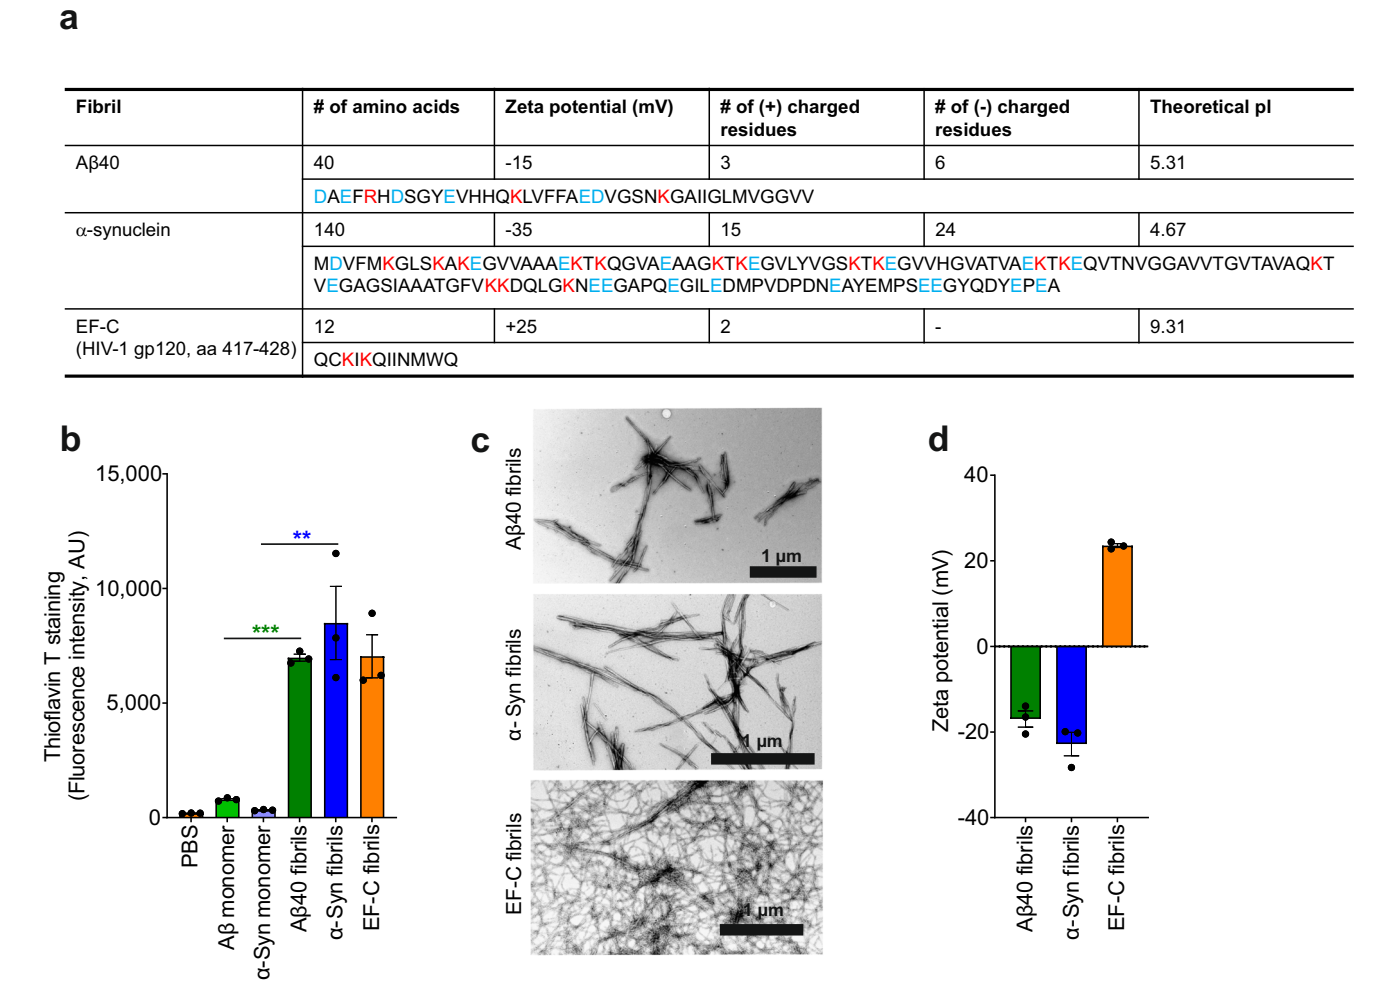 a
Fibril
# of amino acids
Zeta potential (mV)
# of (+) charged
residues
# of (-) charged
residues
Theoretical pI
Aβ40
40
-15
3
6
5.31
DAEFRHDSGYEVHHQKLVFFAEDVGSNKGAIIGLMVGGVV
α-synuclein
140
-35
15
24
4.67
MDVFMKGLSKAKEGVVAAAEKTKQGVAEAAGKTKEGVLYVGSKTKEGVVHGVATVAEKTKEQVTNVGGAVVTGVTAVAQKT
VEGAGSIAAATGFVKKDQLGKNEEGAPQEGILEDMPVDPDNEAYEMPSEEGYQDYEPEA
EF-C
(HIV-1 gp120, aa 417-428)
12
+25
2
-
9.31
QCKIKQIINMWQ
b
Thioflavin T staining
(Fluorescence intensity, AU)
15,000
10,000
5,000
0
**
***
PBS
Aβ monomer
α-Syn monomer
Aβ40 fibrils
α-Syn fibrils
EF-C fibrils
c
Aβ40 fibrils
1 µm
α- Syn fibrils
1 µm
EF-C fibrils
1 µm
d
Zeta potential (mV)
40
20
0
-20
-40
Aβ40 fibrils
α-Syn fibrils
EF-C fibrils